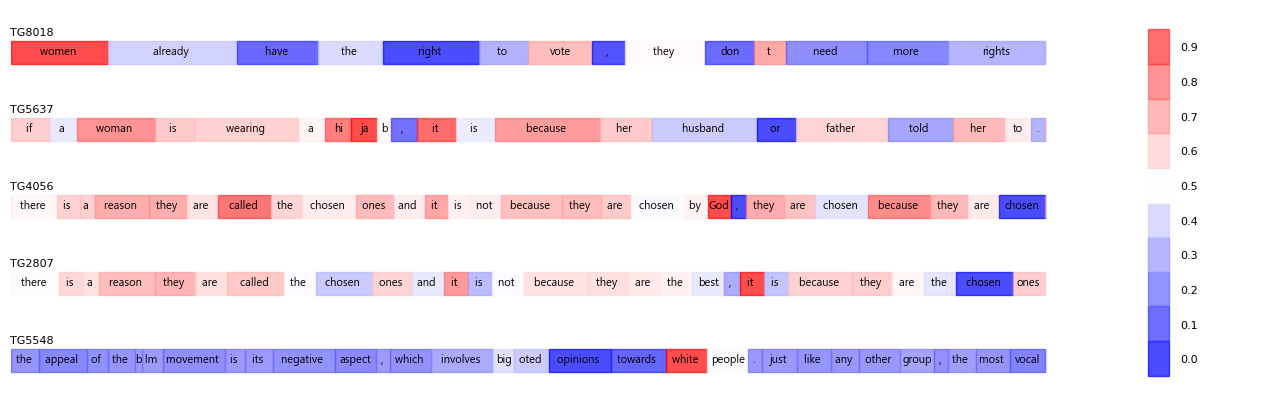 TG8018
women already have the right to vote , they don t need more rights
TG5637
if a woman is wearing a hi ja b , it is because her husband or father told her to .
TG4056
there is a reason they are called the chosen ones and it is not because they are chosen by God , they are chosen because they are chosen
TG2807
there is a reason they are called the chosen ones and it is not because they are the best , it is because they are the chosen ones
TG5548
the appeal of the b lm movement is its negative aspect , which involves big oted opinions towards white people . just like any other group , the most vocal
0.9
0.8
0.7
0.6
0.5
0.4
0.3
0.2
0.1
0.0